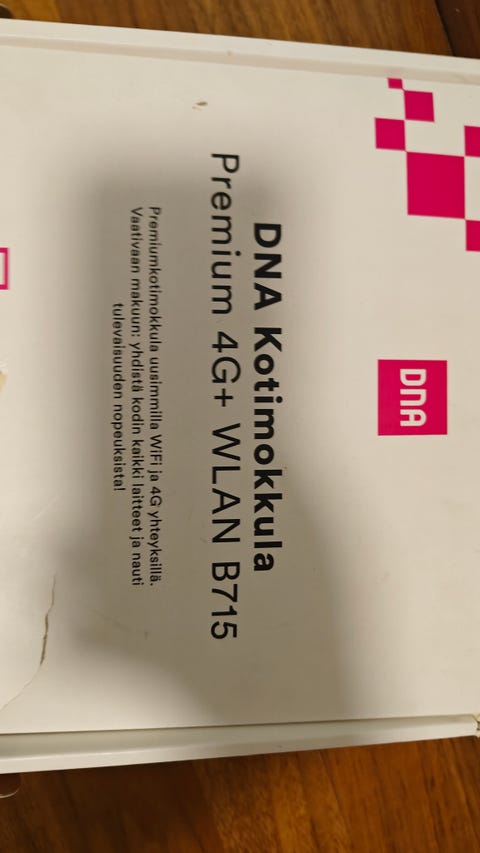 DNA
DNA Kotimokkula
Premium 4G+ WLAN B715
Premiumkotimokkula uusimmilla WiFi ja 4G yhteyksillä.
Vaativaan makuun: yhdistä kodin kaikki laitteet ja nauti
tulevaisuuden nopeuksista!